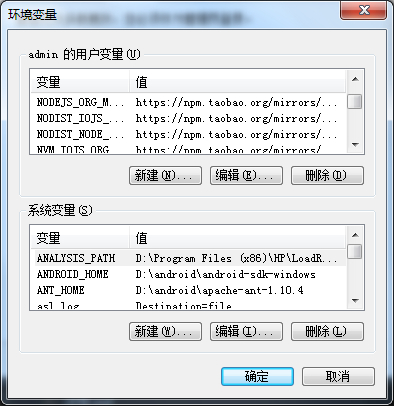 环境变量
admin 的用户变量(U)
变量 值
NODEJS_ORG_M... https://npm.taobao.org/mirrors/...
NODIST_IOJS_... https://npm.taobao.org/mirrors/...
NODIST_NODE_... https://npm.taobao.org/mirrors/...
NVM_IOJS_ORG_ https://npm.taobao.org/mirrors/
新建(N)... 编辑(E)... 删除(D)
系统变量(S)
变量 值
ANALYSIS_PATH D:\Program Files (x86)\HP\LoadR...
ANDROID_HOME D:\android\android-sdk-windows
ANT_HOME D:\android\apache-ant-1.10.4
asl.log Destination=file
新建(W)... 编辑(I)... 删除(L)
确定 取消